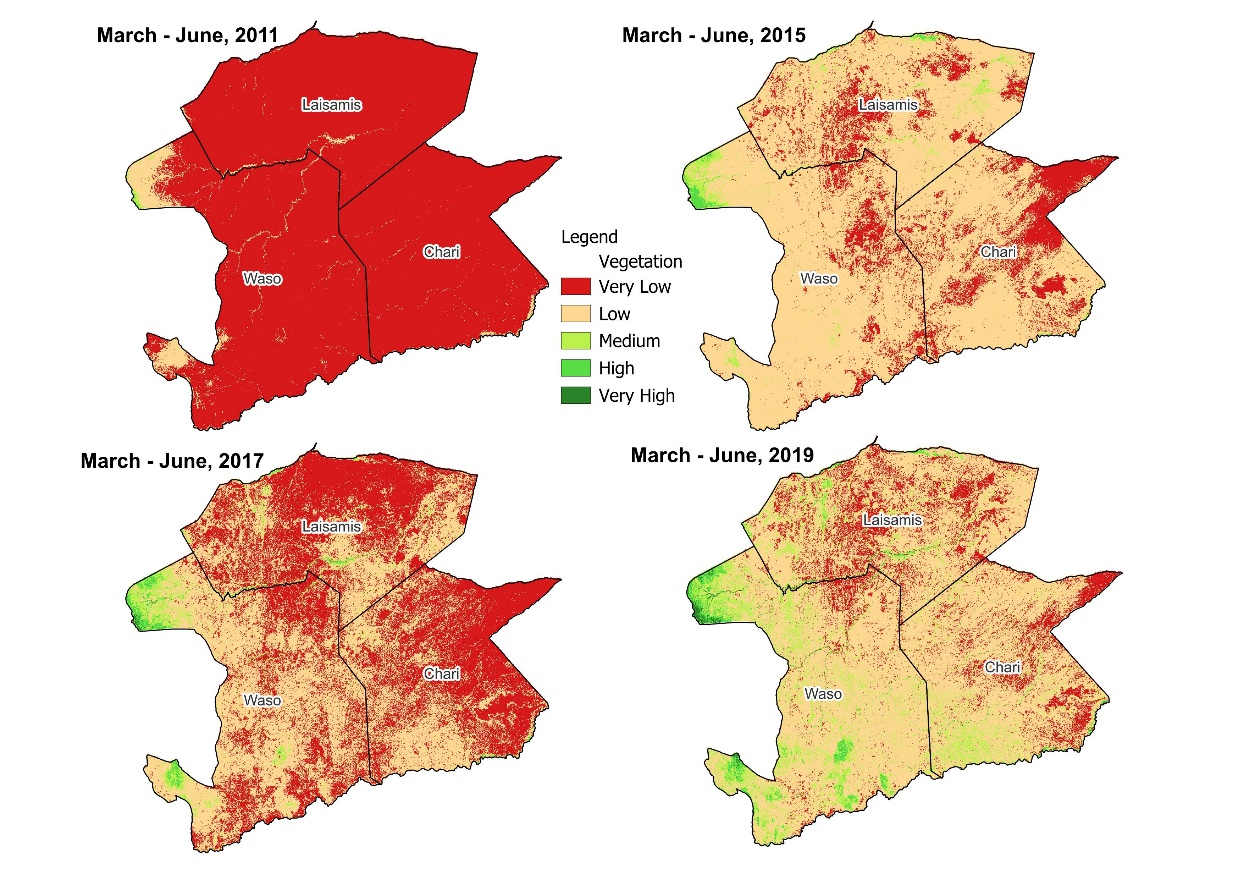 March - June, 2011
Laisamis
Waso
Chari
March - June, 2015
Laisamis
Waso
Chari
Legend
Vegetation
Very Low
Low
Medium
High
Very High
March - June, 2017
Laisamis
Waso
Chari
March - June, 2019
Laisamis
Waso
Chari